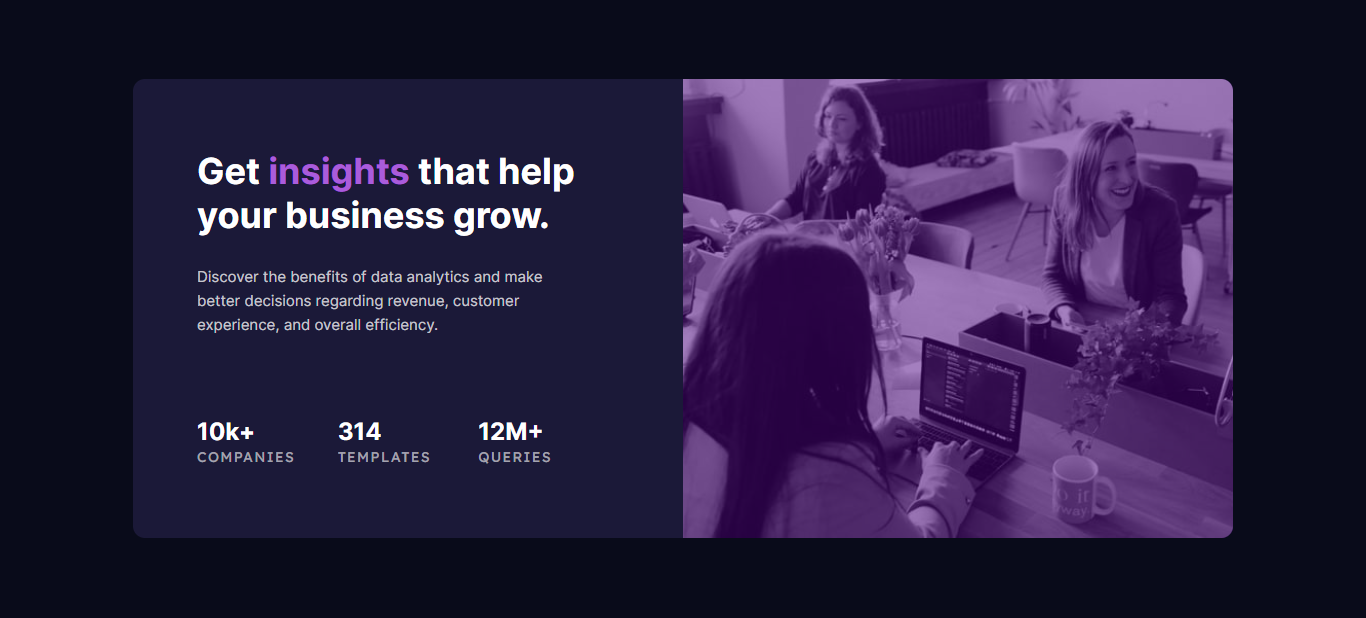 Get insights that help
your business grow.
Discover the benefits of data analytics and make
better decisions regarding revenue, customer
experience, and overall efficiency.
10k+ 314 12M+
COMPANIES TEMPLATES QUERIES